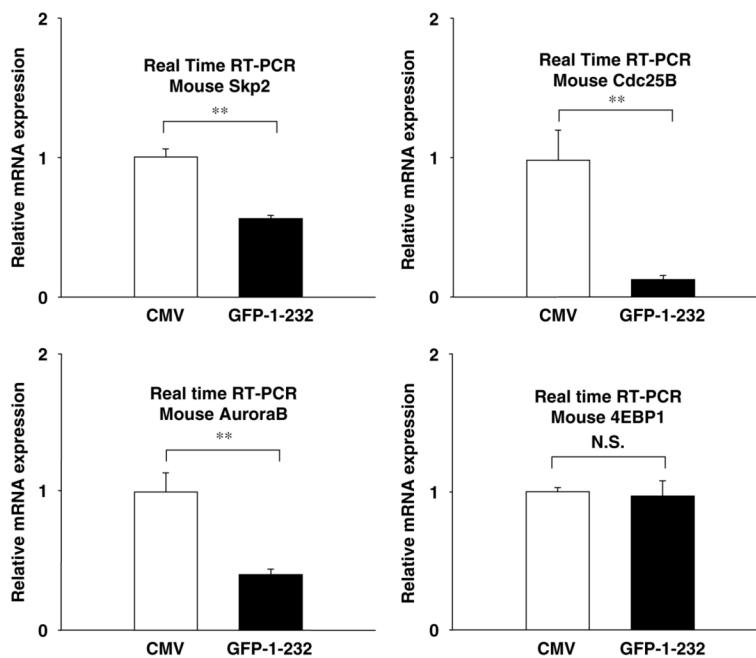 Relative mRNA expression
2
1
0
Real Time RT-PCR
Mouse Skp2
**
CMV GFP-1-232
Relative mRNA expression
2
1
0
Real Time RT-PCR
Mouse Cdc25B
**
CMV GFP-1-232
Relative mRNA expression
2
1
0
Real time RT-PCR
Mouse AuroraB
**
CMV GFP-1-232
Relative mRNA expression
2
1
0
Real time RT-PCR
Mouse 4EBP1
N.S.
CMV GFP-1-232